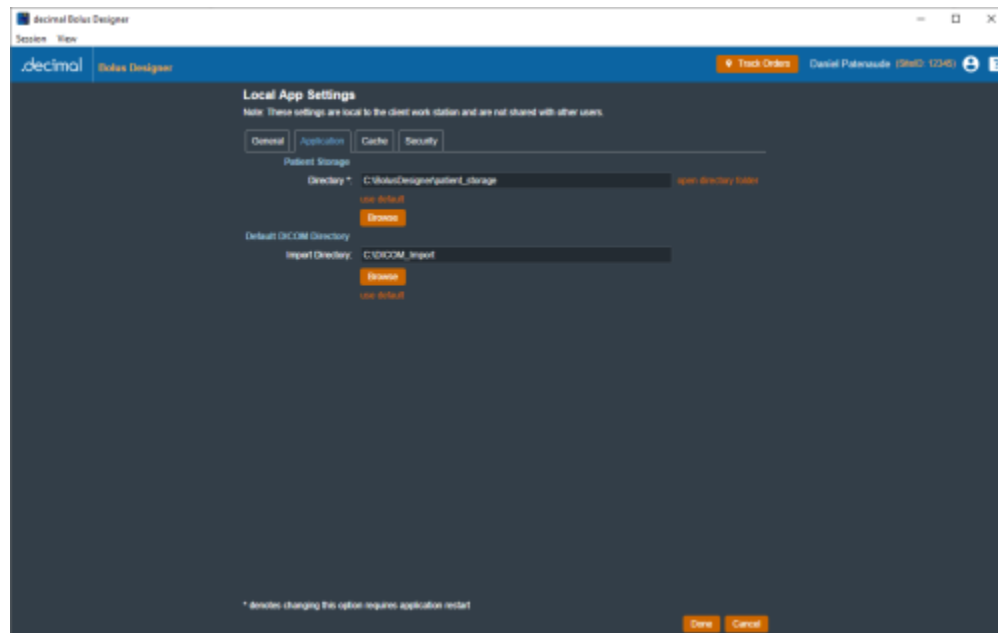 decimal Bolus Designer
Session View
.decimal Bolus Designer Track Orders Daniel Patenaude (SiteID: 12345)
Local App Settings
Note: These settings are local to the client work station and are not shared with other users.
General Application Cache Security
Patient Storage
Directory *: C:\BolusDesigner\patient_storage open directory folder
use default
Browse
Default DICOM Directory
Import Directory: C:\DICOM_Import
Browse
use default
* denotes changing this option requires application restart
Done Cancel